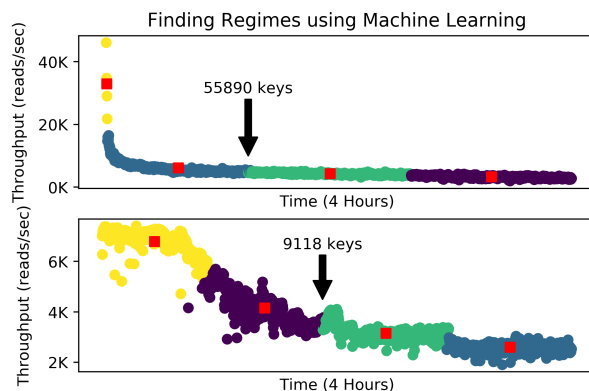 Finding Regimes using Machine Learning
Throughput (reads/sec)
40K
20K
0K
55890 keys
Time (4 Hours)
Throughput (reads/sec)
6K
4K
2K
9118 keys
Time (4 Hours)